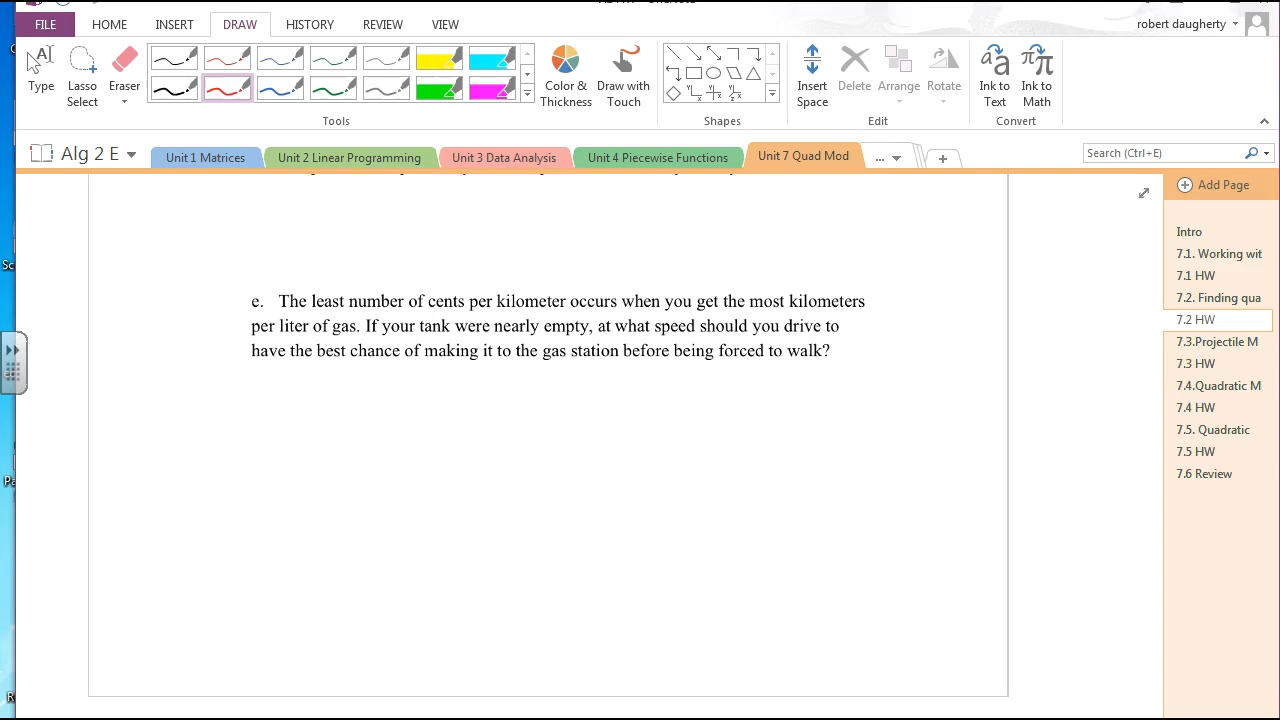 FILE HOME INSERT DRAW HISTORY REVIEW VIEW robert daugherty
Type Lasso Select Eraser Color & Thickness Draw with Touch Insert Space Delete Arrange Rotate Ink to Text Ink to Math
Tools Shapes Edit Convert
Alg 2 E Unit 1 Matrices Unit 2 Linear Programming Unit 3 Data Analysis Unit 4 Piecewise Functions Unit 7 Quad Mod ... + Search (Ctrl+E)
Add Page
Intro
7.1. Working wit
7.1 HW
7.2. Finding qua
7.2 HW
7.3.Projectile M
7.3 HW
7.4.Quadratic M
7.4 HW
7.5. Quadratic
7.5 HW
7.6 Review
e. The least number of cents per kilometer occurs when you get the most kilometers
per liter of gas. If your tank were nearly empty, at what speed should you drive to
have the best chance of making it to the gas station before being forced to walk?